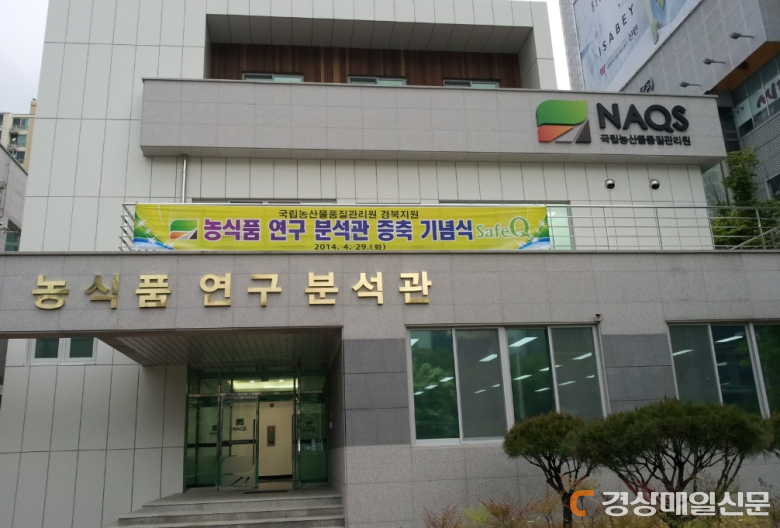 ISABEY
NAQS
국립농산물품질관리원
국립농산물품질관리원 경북지원
농식품 연구 분석관 증축 기념식 SafeQ
2014. 4. 29.(화)
농식품 연구분석관
NAQS
경상매일신문